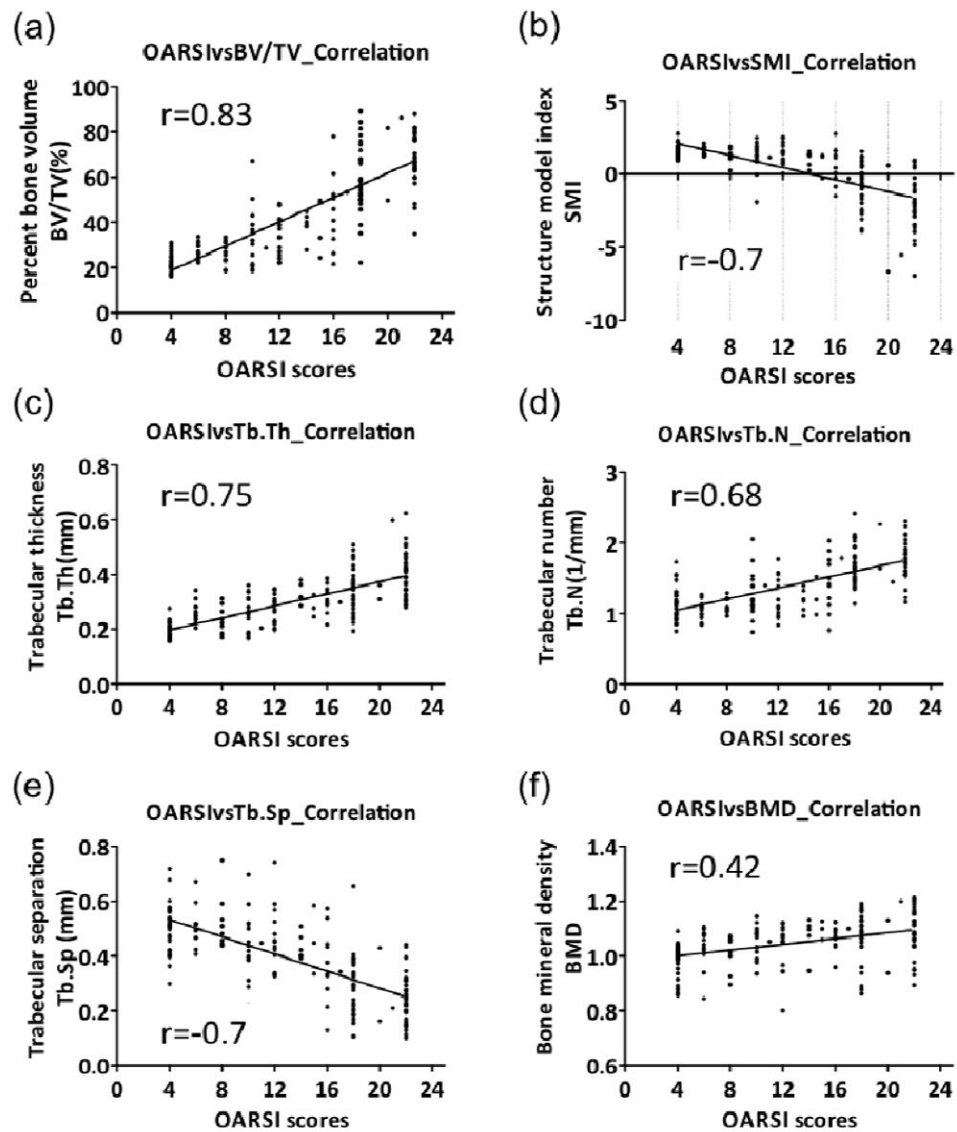 (a)
OARSIvsBV/TV_Correlation
r=0.83
Percent bone volume
BV/TV(%)
100
80
60
40
20
0
0 4 8 12 16 20 24
OARSI scores
(b)
OARSIvsSMI_Correlation
Structure model index
SMI
5
0
-5
-10
r=-0.7
4 8 12 16 20 24
OARSI scores
(c)
OARSIvsTb.Th_Correlation
r=0.75
Trabecular thickness
Tb.Th(mm)
0.8
0.6
0.4
0.2
0.0
0 4 8 12 16 20 24
OARSI scores
(d)
OARSIvsTb.N_Correlation
r=0.68
Trabecular number
Tb.N(1/mm)
3
2
1
0
0 4 8 12 16 20 24
OARSI scores
(e)
OARSIvsTb.Sp_Correlation
Trabecular separation
Tb.Sp (mm)
0.8
0.6
0.4
0.2
0.0
r=-0.7
0 4 8 12 16 20 24
OARSI scores
(f)
OARSIvsBMD_Correlation
r=0.42
Bone mineral density
BMD
1.4
1.2
1.0
0.8
0.6
0 4 8 12 16 20 24
OARSI scores